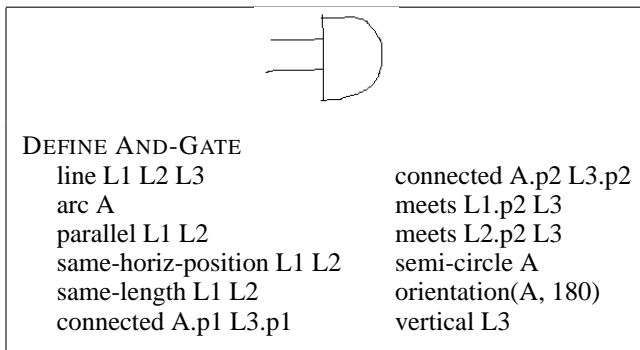 DEFINE AND-GATE
line L1 L2 L3
arc A
parallel L1 L2
same-horiz-position L1 L2
same-length L1 L2
connected A.p1 L3.p1
connected A.p2 L3.p2
meets L1.p2 L3
meets L2.p2 L3
semi-circle A
orientation(A, 180)
vertical L3